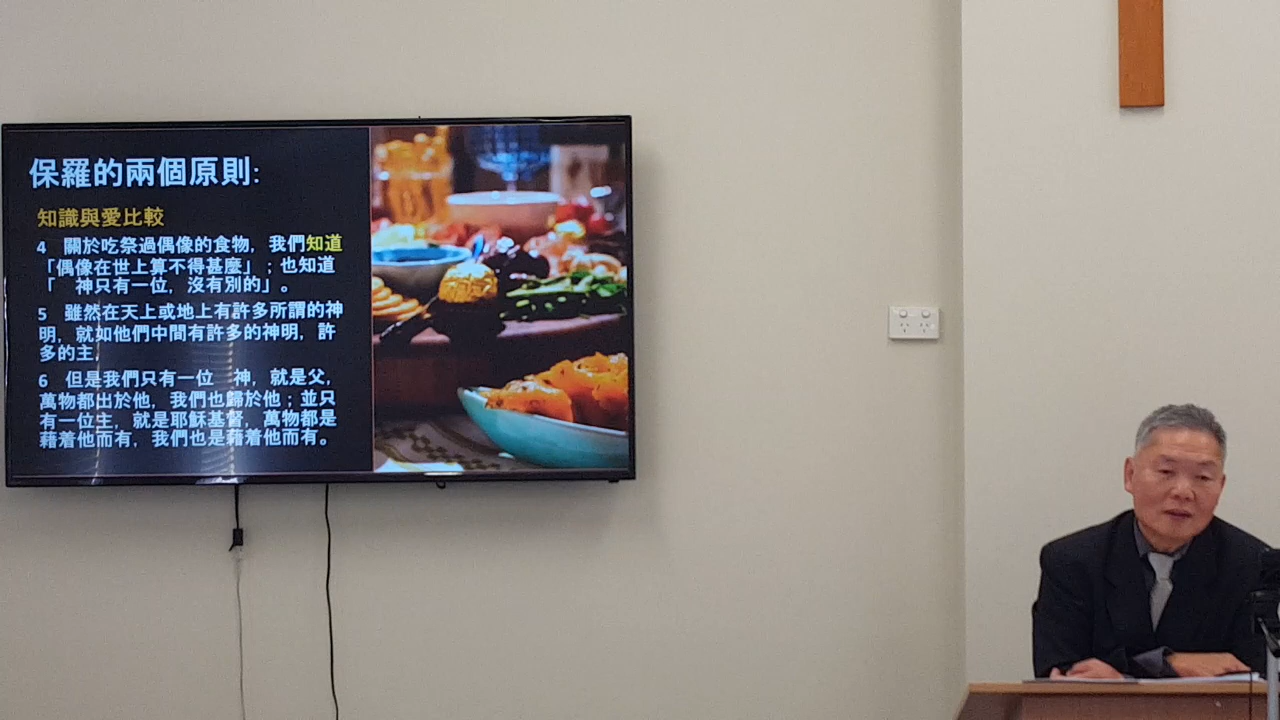 保羅的兩個原則:
知識與愛比較
4 關於吃祭過偶像的食物，我們知道
「偶像在世上算不得甚麼」；也知道
「 神只有一位，沒有別的」。
5 雖然在天上或地上有許多所謂的神
明，就如他們中間有許多的神明，許
多的主，
6 但是我們只有一位 神，就是父，
萬物都出於他，我們也歸於他；並只
有一位主，就是耶穌基督，萬物都是
藉着他而有，我們也是藉着他而有。